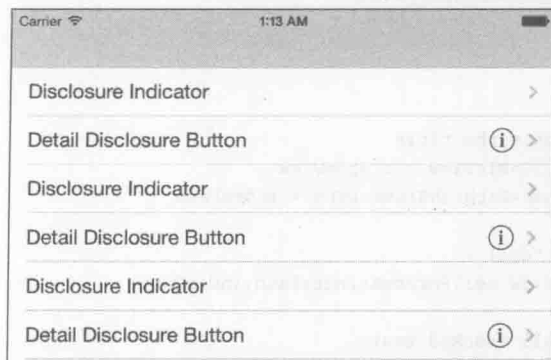 Carrier 1:13 AM
Disclosure Indicator
Detail Disclosure Button
Disclosure Indicator
Detail Disclosure Button
Disclosure Indicator
Detail Disclosure Button